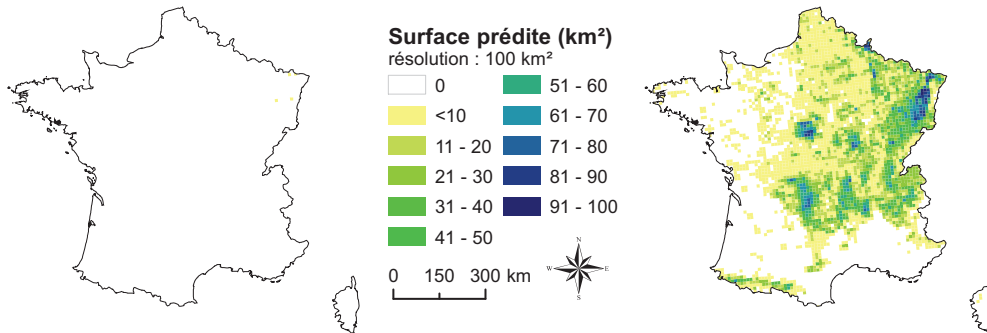 Surface prédite (km²)
résolution : 100 km²
0
<10
11 - 20
21 - 30
31 - 40
41 - 50
51 - 60
61 - 70
71 - 80
81 - 90
91 - 100
0 150 300 km
N
W E
S